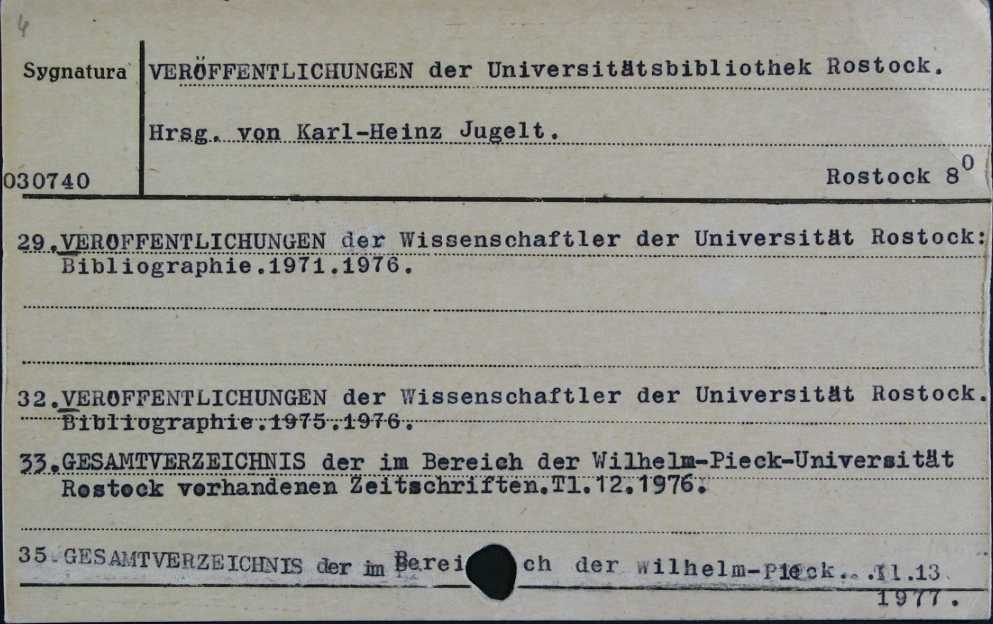 4
Sygnatura
VERÖFFENTLICHUNGEN der Universitätsbibliothek Rostock.
Hrsg. von Karl-Heinz Jugelt.
030740
Rostock 8⁰
29. VEROFFENTLICHUNGEN der Wissenschaftler der Universität Rostock:
Bibliographie.1971.1976.
32. VEROFFENTLICHUNGEN der Wissenschaftler der Universität Rostock.
Bibliographie.1975.1976.
33. GESAMTVERZEICHNIS der im Bereich der Wilhelm-Pieck-Universität
Rostock vorhandenen Zeitschriften.Tl.12.1976.
35. GESAMTVERZEICHNIS der im Berei ch der Wilhelm-Pieck. .Tl.13.
1977.